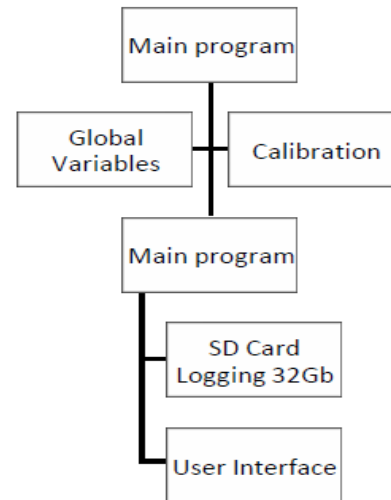 Main program
Global
Variables
Calibration
Main program
SD Card
Logging 32Gb
User Interface